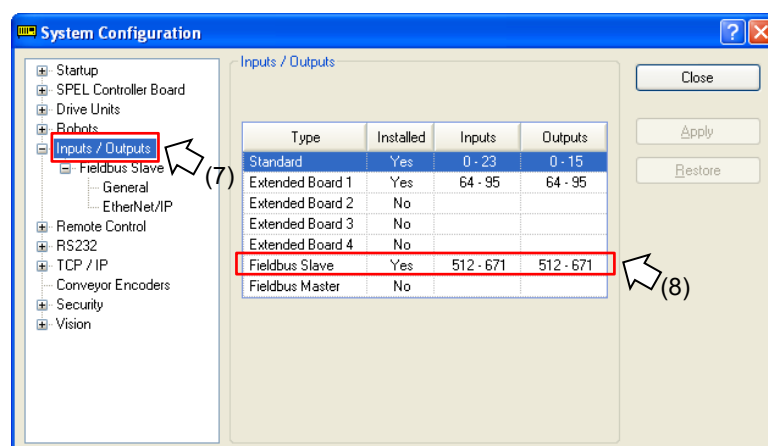 System Configuration
Startup
SPEL Controller Board
Drive Units
Robots
Inputs / Outputs
Fieldbus Slave
General
EtherNet/IP
Remote Control
RS232
TCP / IP
Conveyor Encoders
Security
Vision
(7)
Inputs / Outputs
Type Installed Inputs Outputs
Standard Yes 0 - 23 0 - 15
Extended Board 1 Yes 64 - 95 64 - 95
Extended Board 2 No
Extended Board 3 No
Extended Board 4 No
Fieldbus Slave Yes 512 - 671 512 - 671
Fieldbus Master No
(8)
Close
Apply
Restore